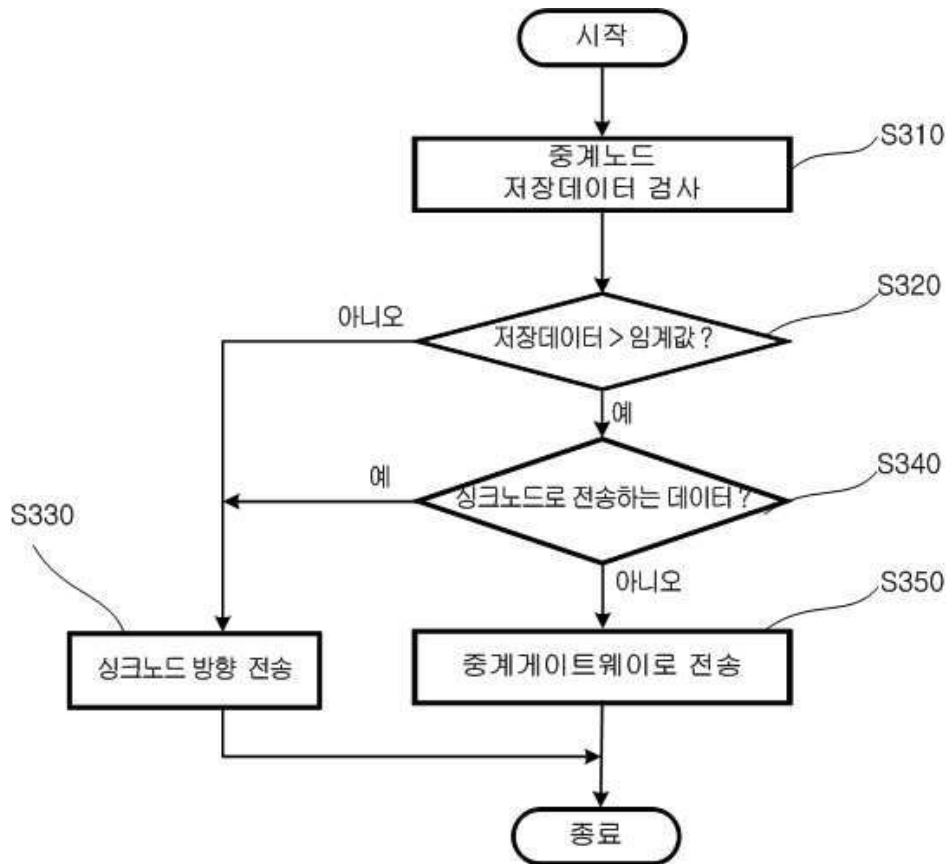 시작
S310
중계노드
저장데이터 검사
S320
아니오
저장데이터 > 임계값 ?
예
S340
예
싱크노드로 전송하는 데이터 ?
S330
아니오
S350
싱크노드 방향 전송
중계게이트웨이로 전송
종료